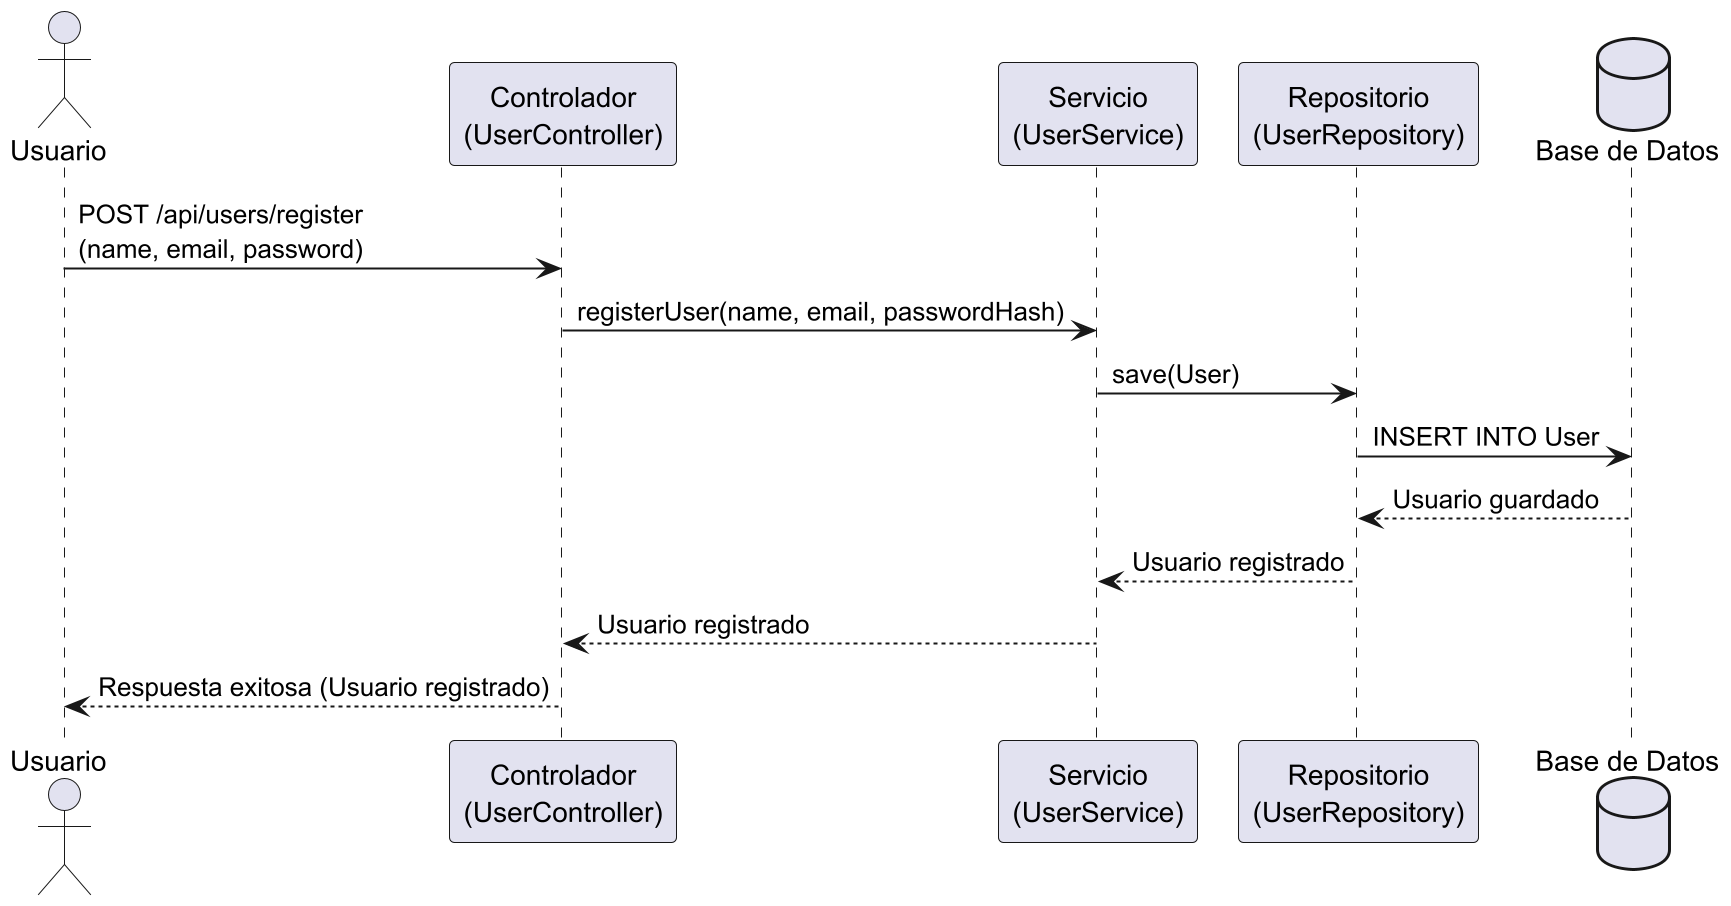 Usuario
Controlador
(UserController)
Servicio
(UserService)
Repositorio
(UserRepository)
Base de Datos
POST /api/users/register
(name, email, password)
registerUser(name, email, passwordHash)
save(User)
INSERT INTO User
Usuario guardado
Usuario registrado
Usuario registrado
Respuesta exitosa (Usuario registrado)
Usuario
Controlador
(UserController)
Servicio
(UserService)
Repositorio
(UserRepository)
Base de Datos